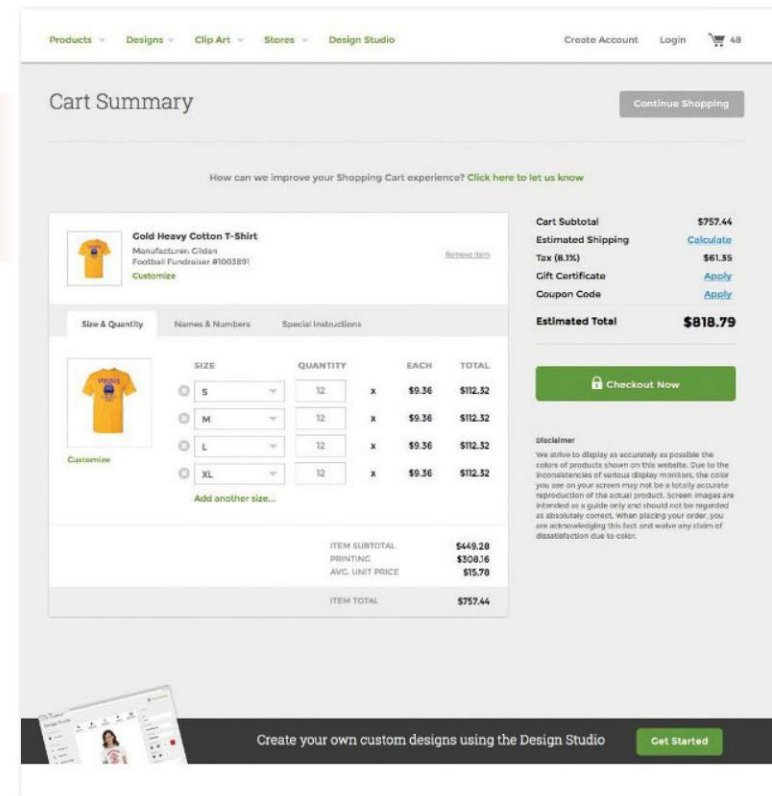 Products Designs Clip Art Stores Design Studio Create Account Login 48
Cart Summary
Continue Shopping
How can we improve your Shopping Cart experience? Click here to let us know
Gold Heavy Cotton T-Shirt
Manufacturer: Gildan
Football Fundraiser #1003891
Customize
Remove item
Size & Quantity Names & Numbers Special Instructions
SIZE QUANTITY EACH TOTAL
S 12 x $9.36 $112.32
M 12 x $9.36 $112.32
L 12 x $9.36 $112.32
XL 12 x $9.36 $112.32
Customize
Add another size...
ITEM SUBTOTAL $449.28
PRINTING $308.16
AVG. UNIT PRICE $15.78
ITEM TOTAL $757.44
Cart Subtotal $757.44
Estimated Shipping Calculate
Tax (8.1%) $61.35
Gift Certificate Apply
Coupon Code Apply
Estimated Total $818.79
Checkout Now
Disclaimer
We strive to display as accurately as possible the
colors of products shown on this website. Due to the
inconsistencies of various display monitors, the color
you see on your screen may not be a totally accurate
reproduction of the actual product. Screen images are
intended as a guide only and should not be regarded
as absolutely correct. When placing your order, you
are acknowledging this fact and waive any claim of
dissatisfaction due to color.
Design Studio
Create your own custom designs using the Design Studio
Get Started